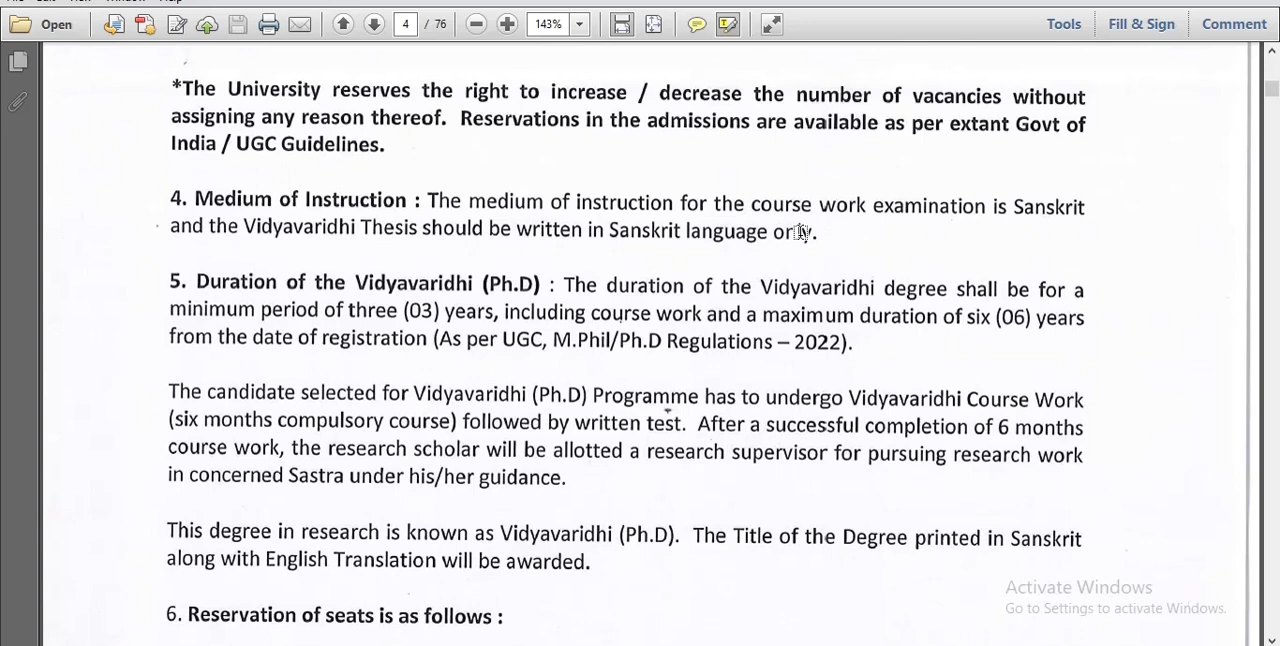 Open
4 / 76
143%
Tools
Fill & Sign
Comment
*The University reserves the right to increase / decrease the number of vacancies without
assigning any reason thereof. Reservations in the admissions are available as per extant Govt of
India / UGC Guidelines.
4. Medium of Instruction : The medium of instruction for the course work examination is Sanskrit
and the Vidyavaridhi Thesis should be written in Sanskrit language only.
5. Duration of the Vidyavaridhi (Ph.D) : The duration of the Vidyavaridhi degree shall be for a
minimum period of three (03) years, including course work and a maximum duration of six (06) years
from the date of registration (As per UGC, M.Phil/Ph.D Regulations – 2022).
The candidate selected for Vidyavaridhi (Ph.D) Programme has to undergo Vidyavaridhi Course Work
(six months compulsory course) followed by written test. After a successful completion of 6 months
course work, the research scholar will be allotted a research supervisor for pursuing research work
in concerned Sastra under his/her guidance.
This degree in research is known as Vidyavaridhi (Ph.D). The Title of the Degree printed in Sanskrit
along with English Translation will be awarded.
Activate Windows
Go to Settings to activate Windows.
6. Reservation of seats is as follows :